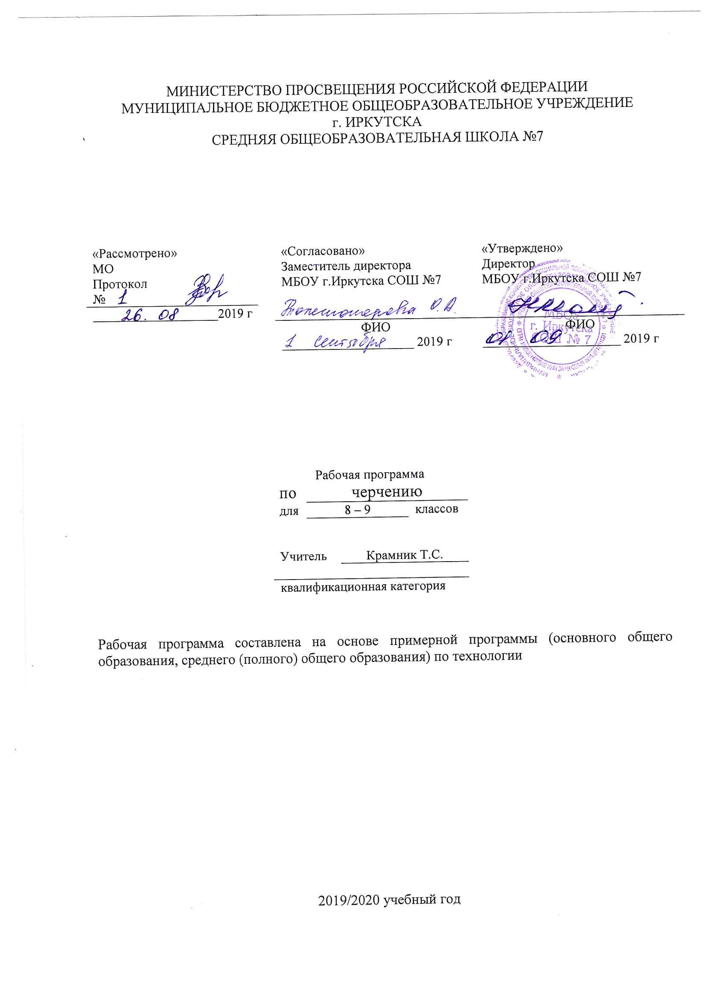 МИНИСТЕРСТВО ПРОСВЕЩЕНИЯ РОССИЙСКОЙ ФЕДЕРАЦИИ
МУНИЦИПАЛЬНОЕ БЮДЖЕТНОЕ ОБЩЕОБРАЗОВАТЕЛЬНОЕ УЧРЕЖДЕНИЕ
г. ИРКУТСКА
СРЕДНЯЯ ОБЩЕОБРАЗОВАТЕЛЬНАЯ ШКОЛА №7
«Рассмотрено»
МО
Протокол
№ 1
26. 08 2019 г
«Согласовано»
Заместитель директора
МБОУ г.Иркутска СОШ №7
О.А.
ФИО
1 сентября 2019 г
«Утверждено»
Директор
МБОУ г.Иркутска СОШ №7
ФИО
01 09 2019 г
МБОУ
г. Иркутска
СОШ № 7
Рабочая программа
по черчению
для 8 – 9 классов
Учитель Крамник Т.С.
квалификационная категория
Рабочая программа составлена на основе примерной программы (основного общего
образования, среднего (полного) общего образования) по технологии
2019/2020 учебный год